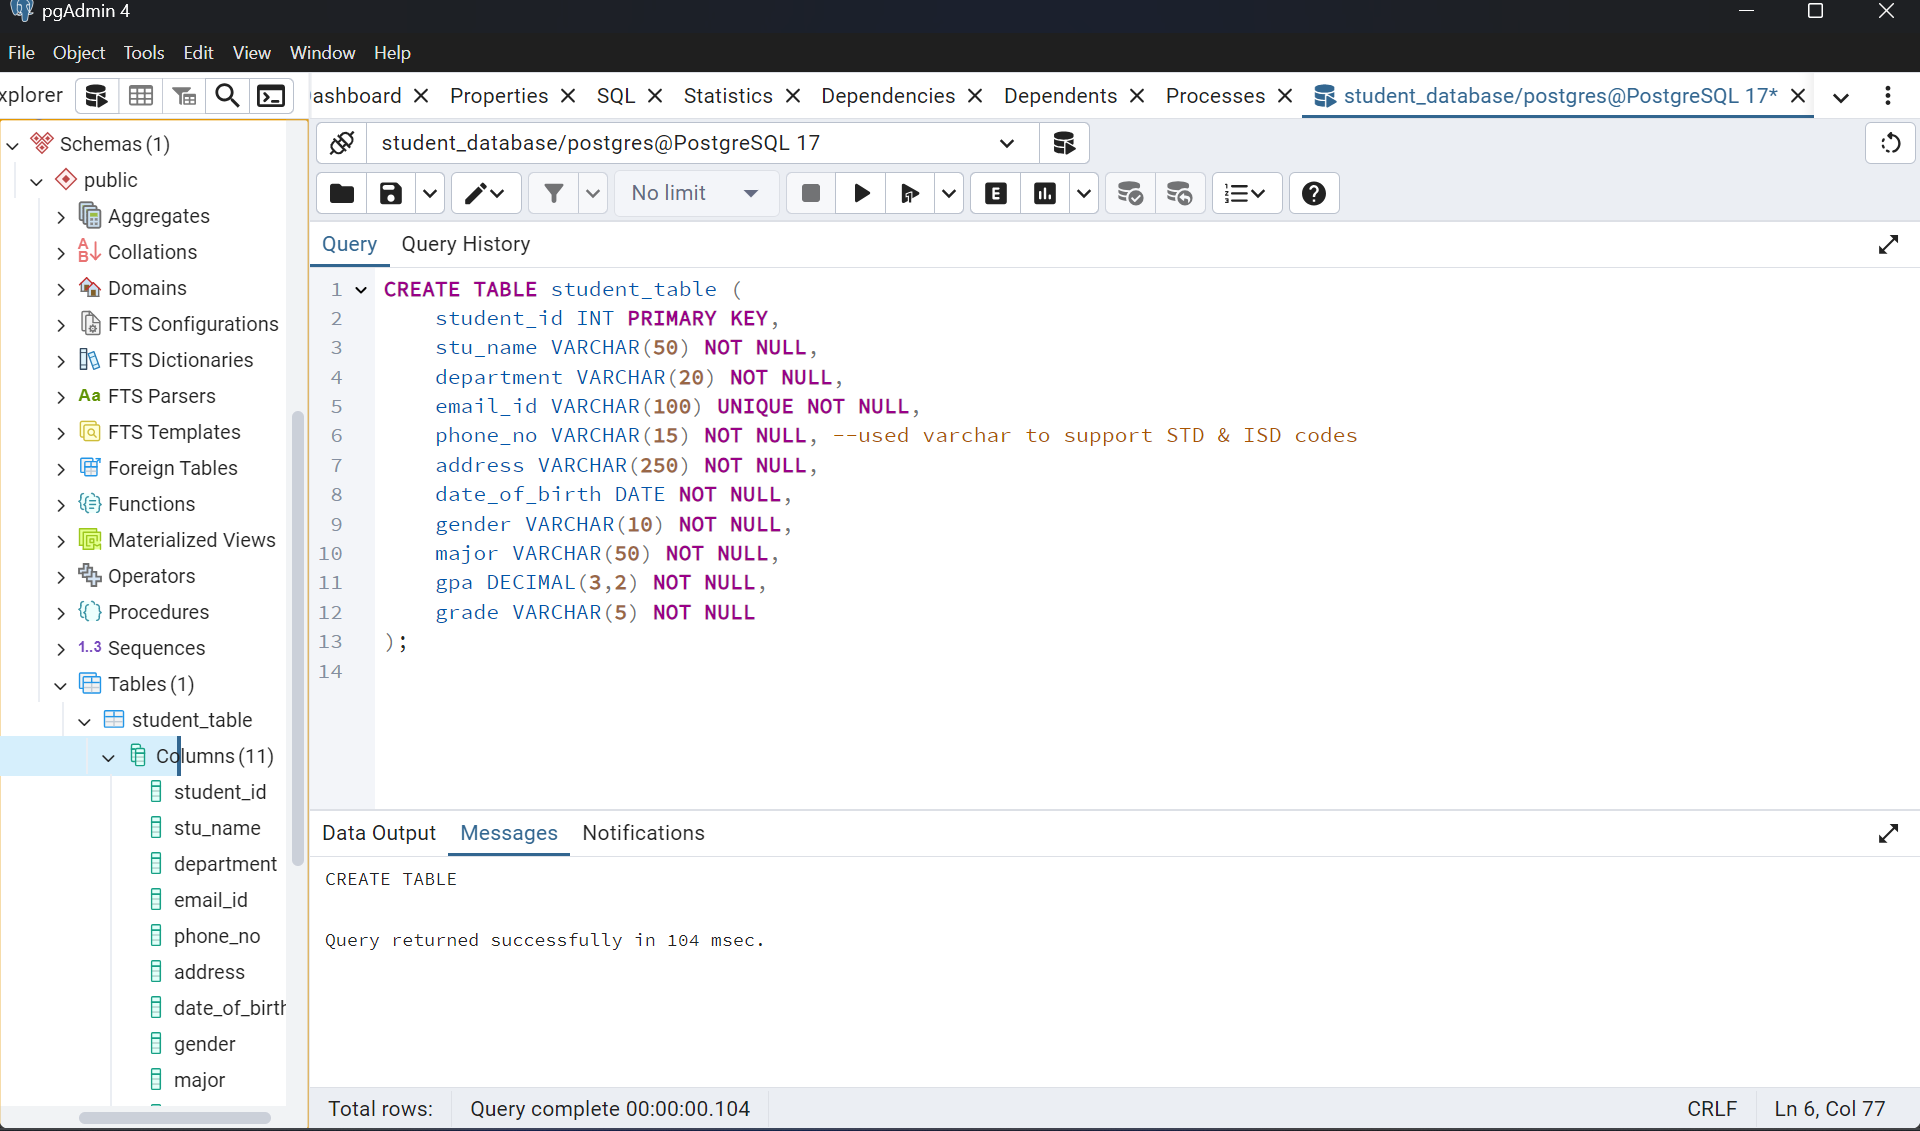 pgAdmin 4
File Object Tools Edit View Window Help
xplorer
ashboard Properties SQL Statistics Dependencies Dependents Processes student_database/postgres@PostgreSQL 17*
student_database/postgres@PostgreSQL 17
No limit
E
Query Query History
1 CREATE TABLE student_table (
2 student_id INT PRIMARY KEY,
3 stu_name VARCHAR(50) NOT NULL,
4 department VARCHAR(20) NOT NULL,
5 email_id VARCHAR(100) UNIQUE NOT NULL,
6 phone_no VARCHAR(15) NOT NULL, --used varchar to support STD & ISD codes
7 address VARCHAR(250) NOT NULL,
8 date_of_birth DATE NOT NULL,
9 gender VARCHAR(10) NOT NULL,
10 major VARCHAR(50) NOT NULL,
11 gpa DECIMAL(3,2) NOT NULL,
12 grade VARCHAR(5) NOT NULL
13 );
14
Schemas (1)
public
Aggregates
Collations
Domains
FTS Configurations
FTS Dictionaries
Aa FTS Parsers
FTS Templates
Foreign Tables
Functions
Materialized Views
Operators
Procedures
1..3 Sequences
Tables (1)
student_table
Columns (11)
student_id
stu_name
department
email_id
phone_no
address
date_of_birth
gender
major
Data Output Messages Notifications
CREATE TABLE
Query returned successfully in 104 msec.
Total rows: Query complete 00:00:00.104 CRLF Ln 6, Col 77